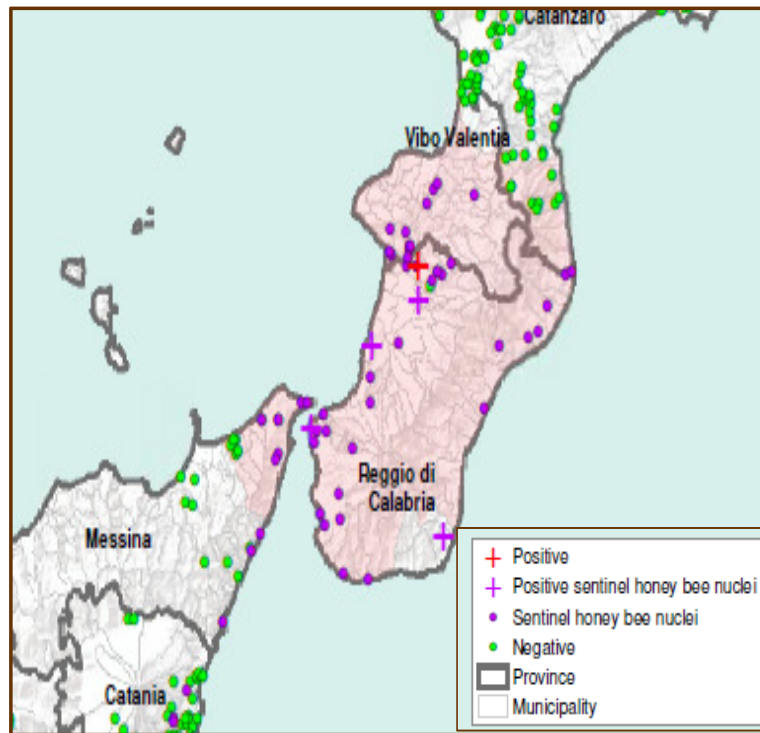 Catanzaro
Vibo Valentia
Reggio di
Calabria
Messina
Catania
Positive
Positive sentinel honey bee nuclei
Sentinel honey bee nuclei
Negative
Province
Municipality